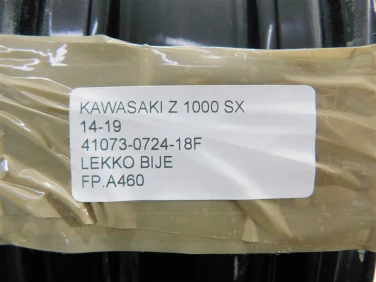 KAWASAKI Z 1000 SX
14-19
41073-0724-18F
LEKKO BIJE
FP.A460